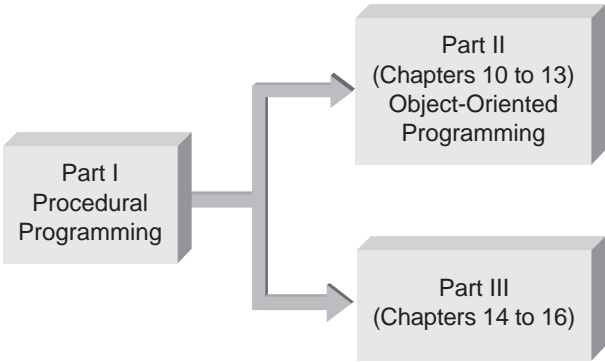 Part I
Procedural
Programming
Part II
(Chapters 10 to 13)
Object-Oriented
Programming
Part III
(Chapters 14 to 16)